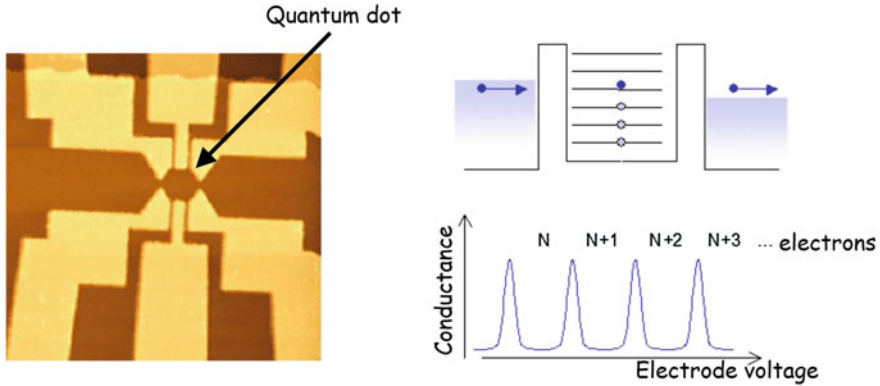 Quantum dot
Conductance
N N+1 N+2 N+3 ... electrons
Electrode voltage